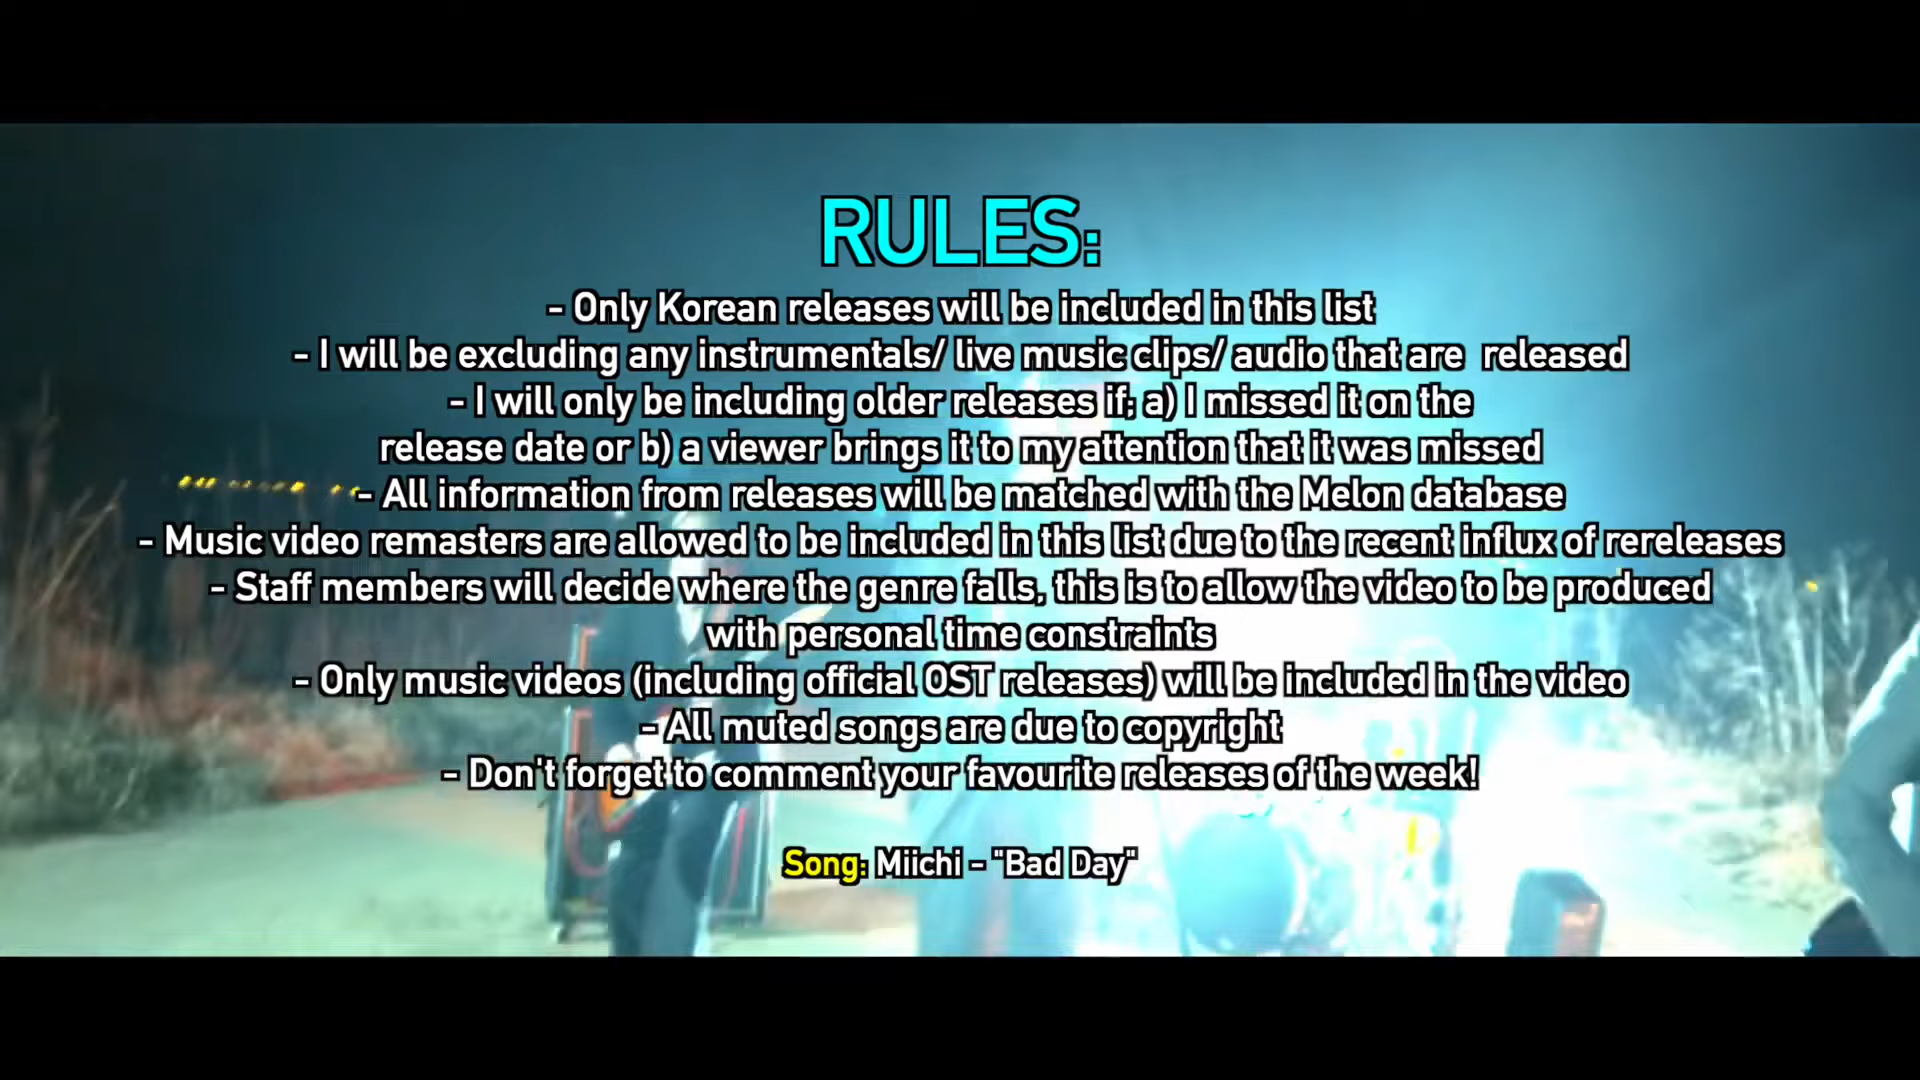 RULES:
- Only Korean releases will be included in this list
- I will be excluding any instrumentals/ live music clips/ audio that are  released
- I will only be including older releases if; a) I missed it on the
release date or b) a viewer brings it to my attention that it was missed
- All information from releases will be matched with the Melon database
- Music video remasters are allowed to be included in this list due to the recent influx of rereleases
- Staff members will decide where the genre falls, this is to allow the video to be produced
with personal time constraints
- Only music videos (including official OST releases) will be included in the video
- All muted songs are due to copyright
- Don't forget to comment your favourite releases of the week!
Song: Miichi - "Bad Day"